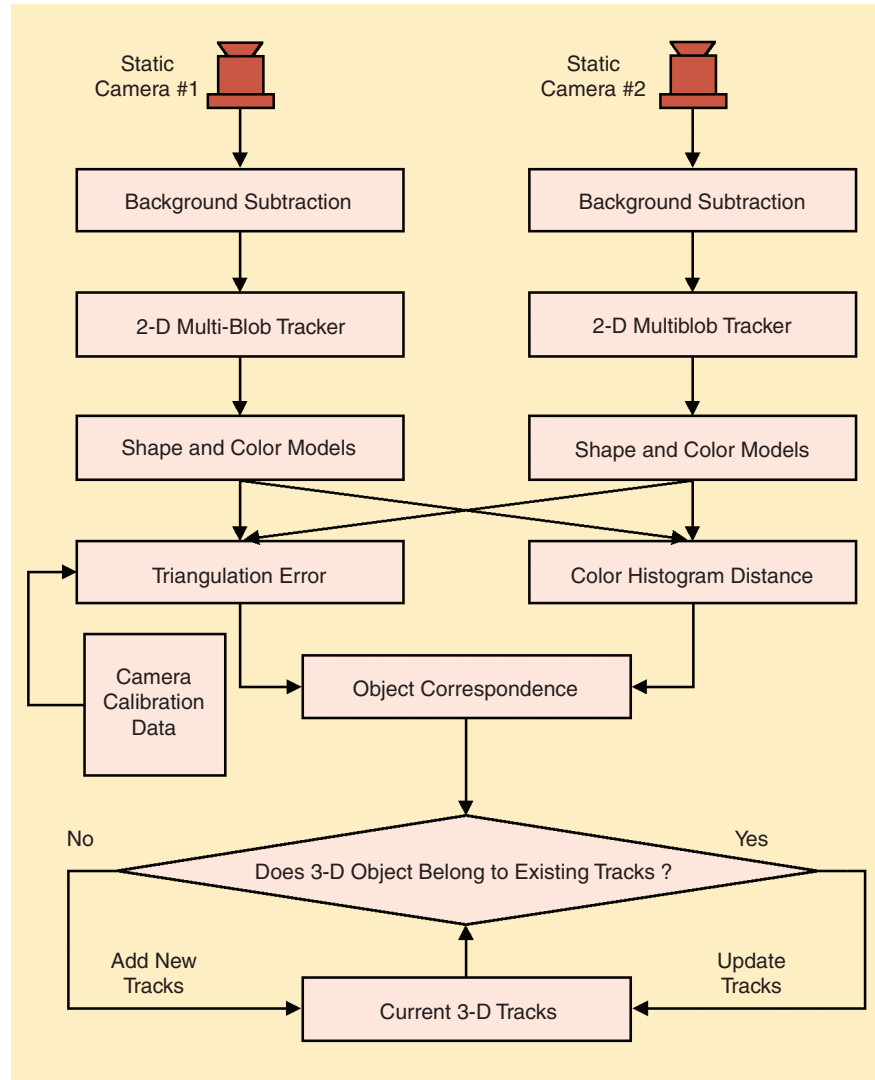 Static
Camera #1
Static
Camera #2
Background Subtraction
Background Subtraction
2-D Multi-Blob Tracker
2-D Multiblob Tracker
Shape and Color Models
Shape and Color Models
Triangulation Error
Color Histogram Distance
Camera
Calibration
Data
Object Correspondence
No
Yes
Does 3-D Object Belong to Existing Tracks ?
Add New
Tracks
Update
Tracks
Current 3-D Tracks